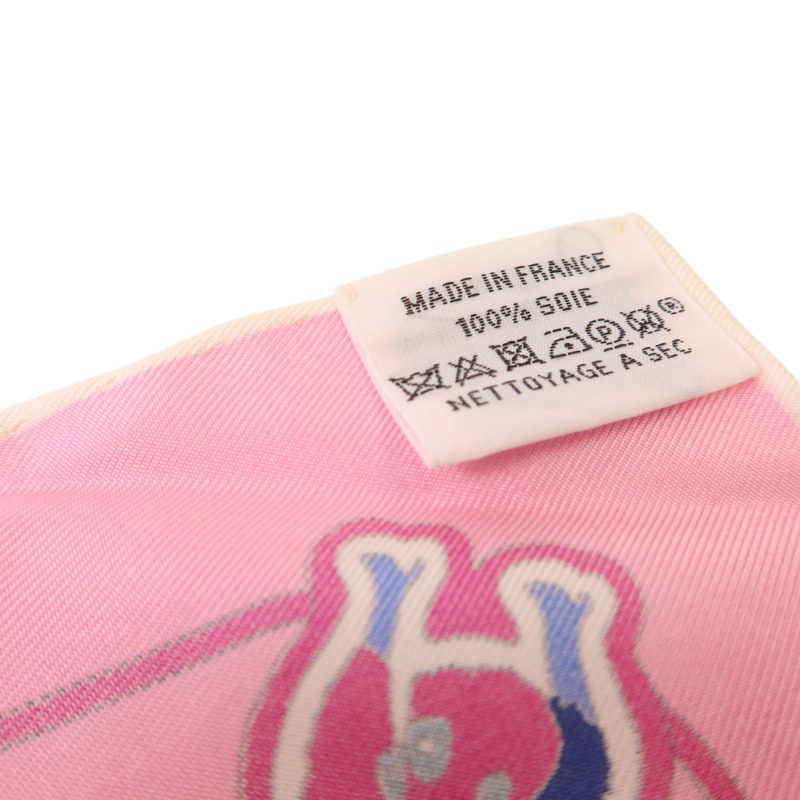 MADE IN FRANCE
100% SOIE
P ®
NETTOYAGE A SEC